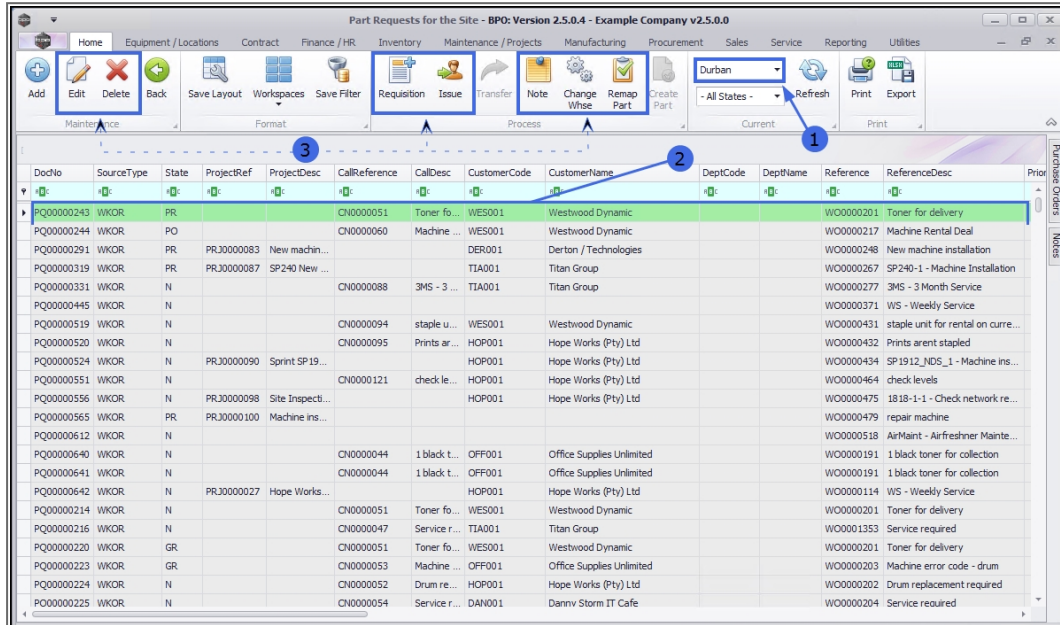 Part Requests for the Site - BPO: Version 2.5.0.4 - Example Company v2.5.0.0
Home Equipment / Locations Contract Finance / HR Inventory Maintenance / Projects Manufacturing Procurement Sales Service Reporting Utilities
Add Edit Delete Back Save Layout Workspaces Save Filter Requisition Issue Transfer Note Change Whse Remap Part Create Part Durban - All States - Refresh Print Export
Maintenance Format Process Current Print
3 2 1
DocNo SourceType State ProjectRef ProjectDesc CallReference CallDesc CustomerCode CustomerName DeptCode DeptName Reference ReferenceDesc Prior
PQ00000243 WKOR PR CN0000051 Toner fo... WES001 Westwood Dynamic WO0000201 Toner for delivery
PQ00000244 WKOR PO CN0000060 Machine ... WES001 Westwood Dynamic WO0000217 Machine Rental Deal
PQ00000291 WKOR PR PRJ0000083 New machin... DER001 Derton / Technologies WO0000248 New machine installation
PQ00000319 WKOR PR PRJ0000087 SP240 New ... TIA001 Titan Group WO0000267 SP240-1 - Machine Installation
PQ00000331 WKOR N CN0000088 3MS - 3 ... TIA001 Titan Group WO0000277 3MS - 3 Month Service
PQ00000445 WKOR N WO0000371 WS - Weekly Service
PQ00000519 WKOR N CN0000094 staple u... WES001 Westwood Dynamic WO0000431 staple unit for rental on curre...
PQ00000520 WKOR N CN0000095 Prints ar... HOP001 Hope Works (Pty) Ltd WO0000432 Prints arent stapled
PQ00000524 WKOR N PRJ0000090 Sprint SP19... HOP001 Hope Works (Pty) Ltd WO0000434 SP1912_NDS_1 - Machine ins...
PQ00000551 WKOR N CN0000121 check le... HOP001 Hope Works (Pty) Ltd WO0000464 check levels
PQ00000556 WKOR N PRJ0000098 Site Inspecti... HOP001 Hope Works (Pty) Ltd WO0000475 1818-1-1 - Check network re...
PQ00000565 WKOR PR PRJ0000100 Machine ins... WO0000479 repair machine
PQ00000612 WKOR N WO0000518 AirMaint - Airfreshner Mainte...
PQ00000640 WKOR N CN0000044 1 black t... OFF001 Office Supplies Unlimited WO0000191 1 black toner for collection
PQ00000641 WKOR N CN0000044 1 black t... OFF001 Office Supplies Unlimited WO0000191 1 black toner for collection
PQ00000642 WKOR N PRJ0000027 Hope Works... HOP001 Hope Works (Pty) Ltd WO0000114 WS - Weekly Service
PQ00000214 WKOR N CN0000051 Toner fo... WES001 Westwood Dynamic WO0000201 Toner for delivery
PQ00000216 WKOR N CN0000047 Service r... TIA001 Titan Group WO0001353 Service required
PQ00000220 WKOR GR CN0000051 Toner fo... WES001 Westwood Dynamic WO0000201 Toner for delivery
PQ00000223 WKOR GR CN0000053 Machine ... OFF001 Office Supplies Unlimited WO0000203 Machine error code - drum
PQ00000224 WKOR N CN0000052 Drum re... HOP001 Hope Works (Pty) Ltd WO0000202 Drum replacement required
PQ00000225 WKOR N CN0000054 Service r... DAN001 Danny Storm IT Cafe WO0000204 Service required
Purchase Orders
Notes